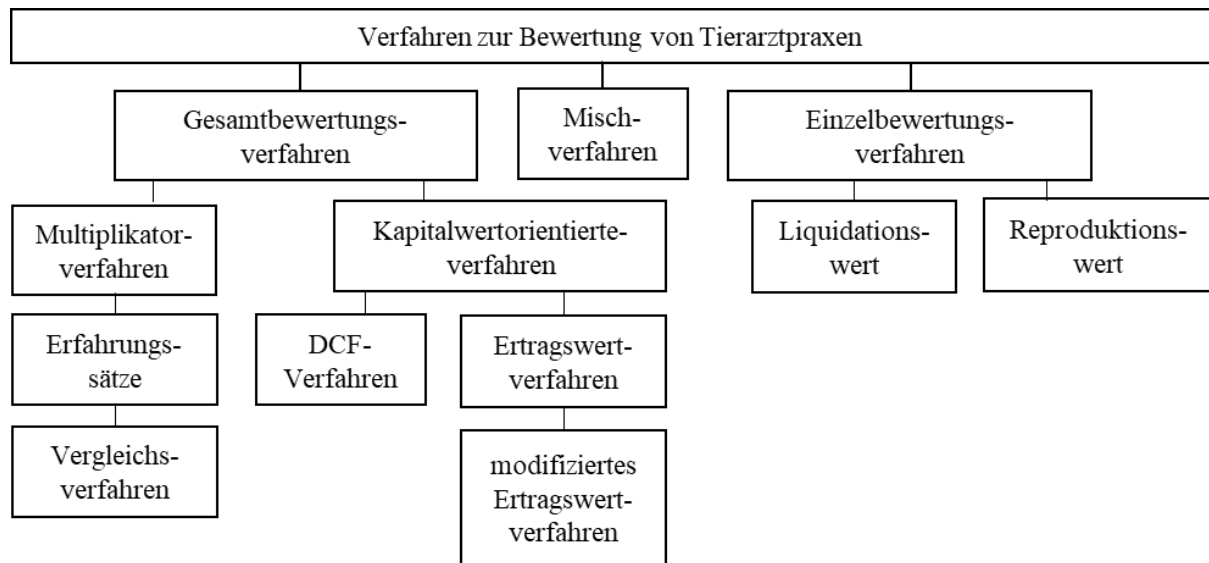 Verfahren zur Bewertung von Tierarztpraxen
Gesamtbewertungs-
verfahren
Misch-
verfahren
Einzelbewertungs-
verfahren
Multiplikator-
verfahren
Kapitalwertorientierte-
verfahren
Liquidations-
wert
Reproduktions-
wert
Erfahrungs-
sätze
DCF-
Verfahren
Ertragswert-
verfahren
Vergleichs-
verfahren
modifiziertes
Ertragswert-
verfahren